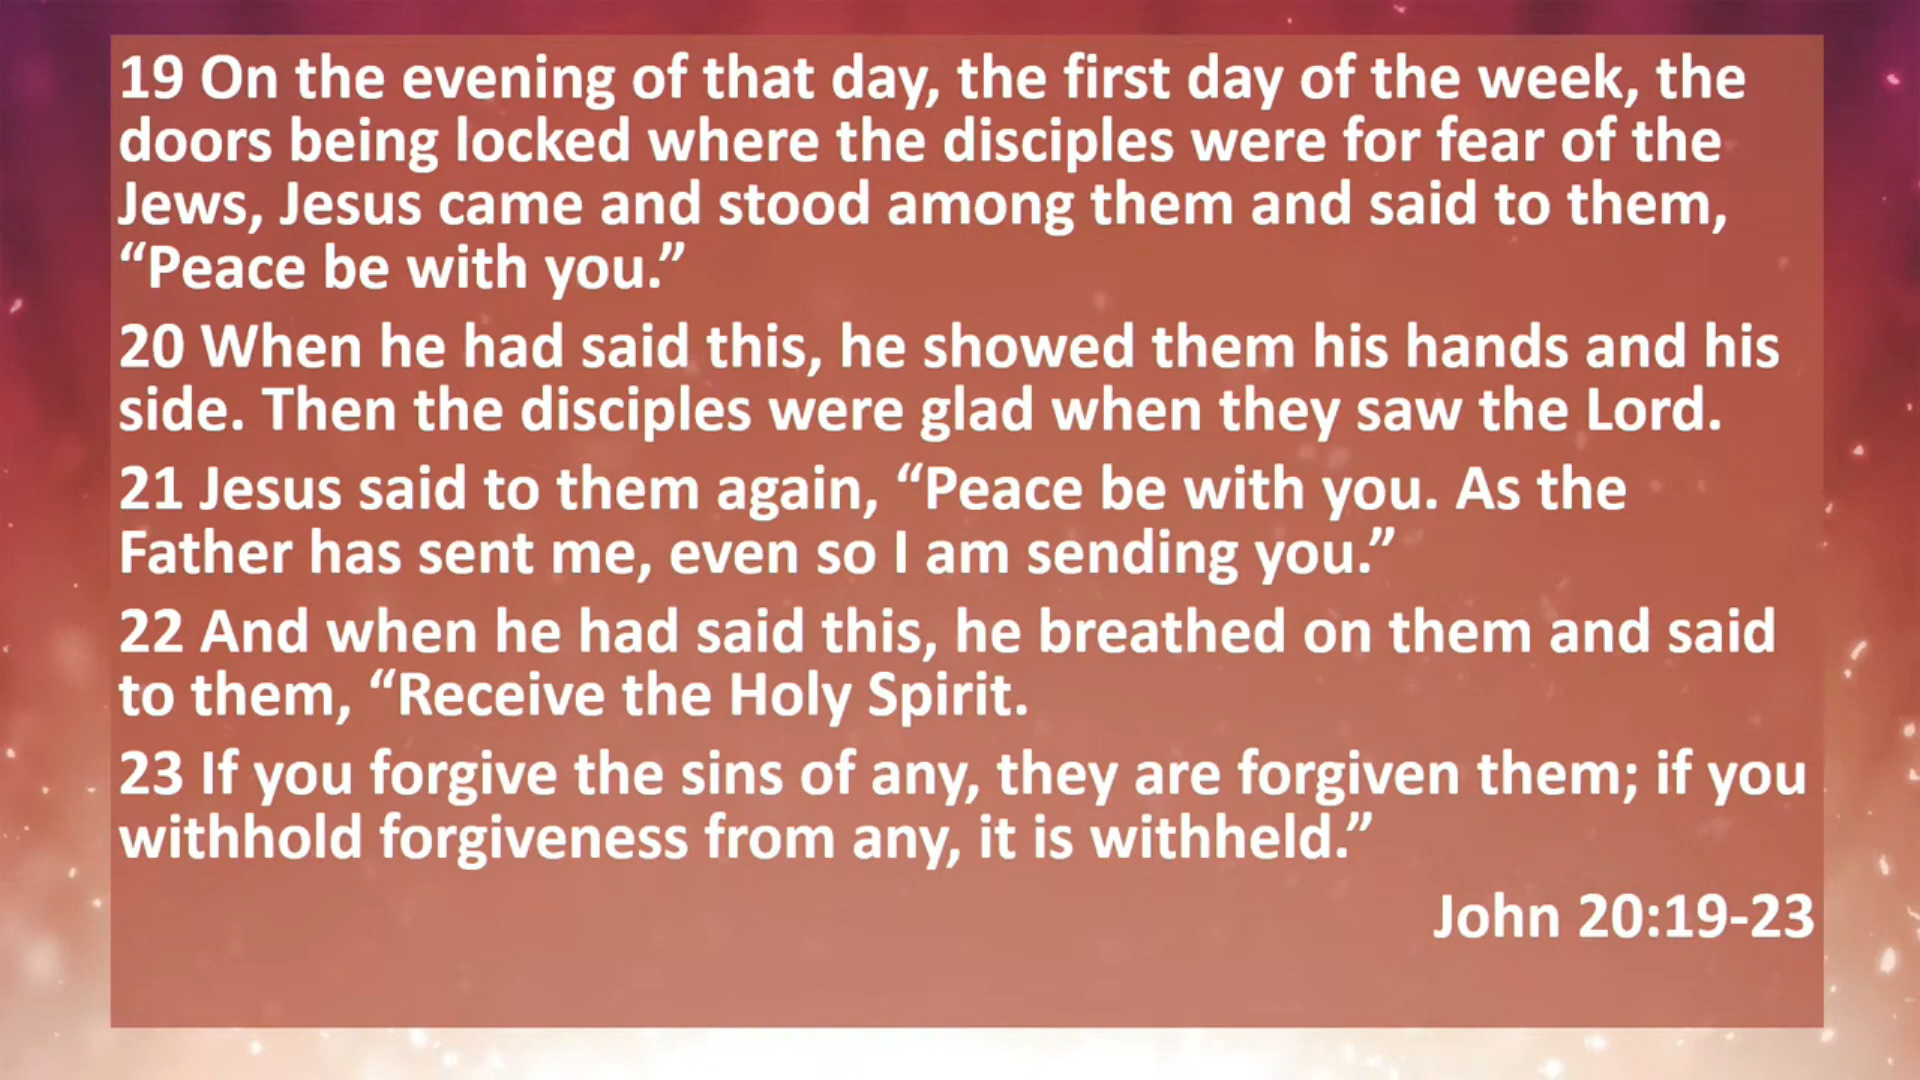 19 On the evening of that day, the first day of the week, the
doors being locked where the disciples were for fear of the
Jews, Jesus came and stood among them and said to them,
“Peace be with you.”
20 When he had said this, he showed them his hands and his
side. Then the disciples were glad when they saw the Lord.
21 Jesus said to them again, “Peace be with you. As the
Father has sent me, even so I am sending you.”
22 And when he had said this, he breathed on them and said
to them, “Receive the Holy Spirit.
23 If you forgive the sins of any, they are forgiven them; if you
withhold forgiveness from any, it is withheld.”
John 20:19-23